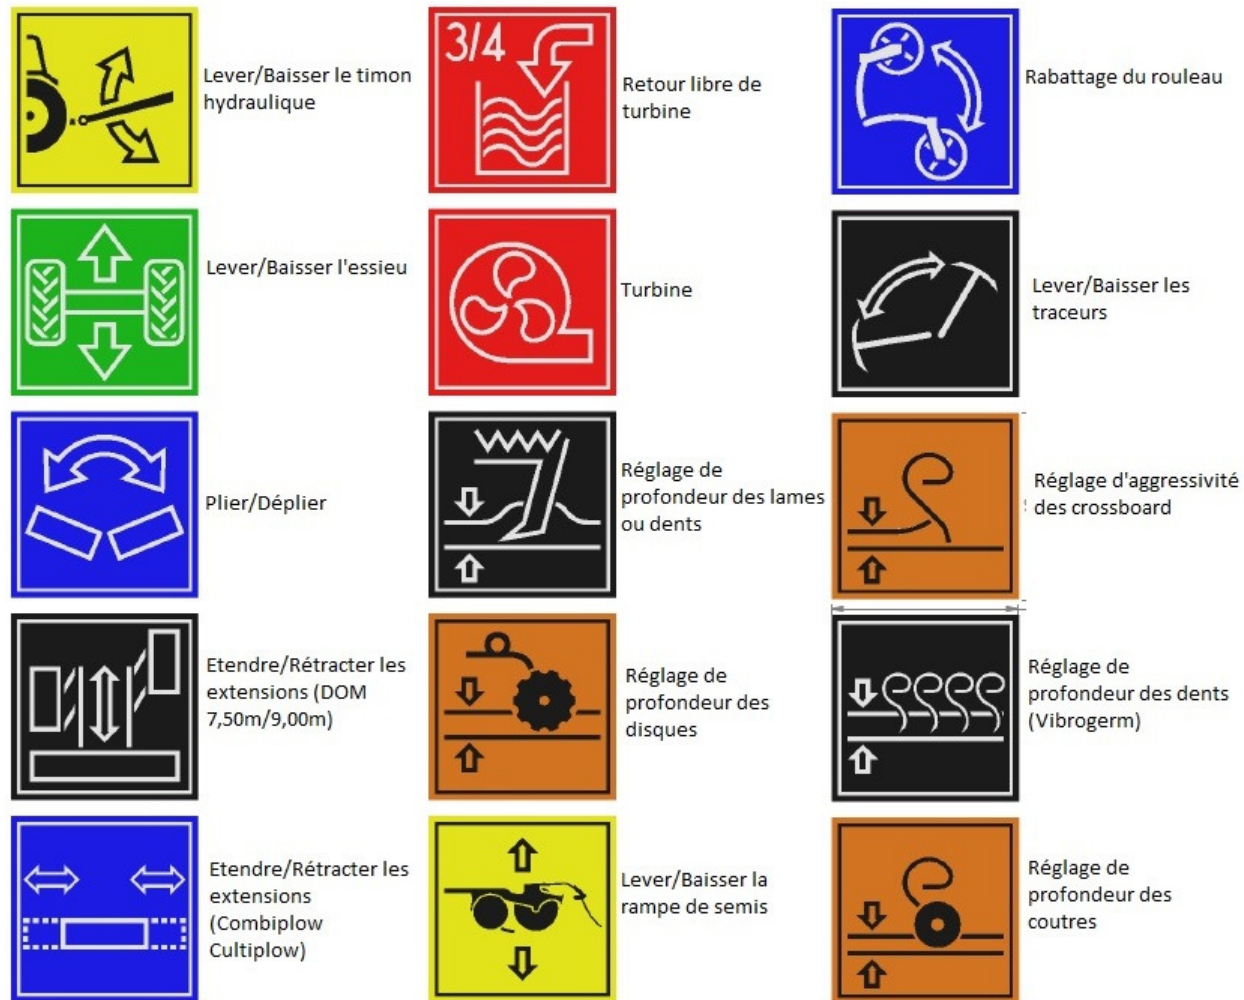 Lever/Baisser le timon
hydraulique
3/4
Retour libre de
turbine
Rabattage du rouleau
Lever/Baisser l'essieu
Turbine
Lever/Baisser les
traceurs
Plier/Déplier
Réglage de
profondeur des lames
ou dents
Réglage d'aggressivité
des crossboard
Etendre/Rétracter les
extensions (DOM
7,50m/9,00m)
Réglage de
profondeur des
disques
Réglage de
profondeur des dents
(Vibrogerm)
Etendre/Rétracter les
extensions
(Combiplow
Cultiplow)
Lever/Baisser la
rampe de semis
Réglage de
profondeur des
coutres